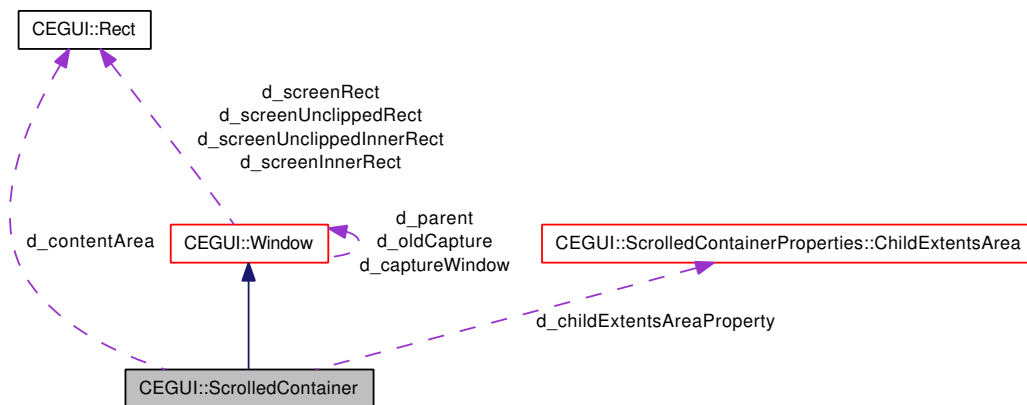 CEGUI::Rect
d_screenRect
d_screenUnclippedRect
d_screenUnclippedInnerRect
d_screenInnerRect
d_contentArea
CEGUI::Window
d_parent
d_oldCapture
d_captureWindow
CEGUI::ScrolledContainerProperties::ChildExtentsArea
d_childExtentsAreaProperty
CEGUI::ScrolledContainer